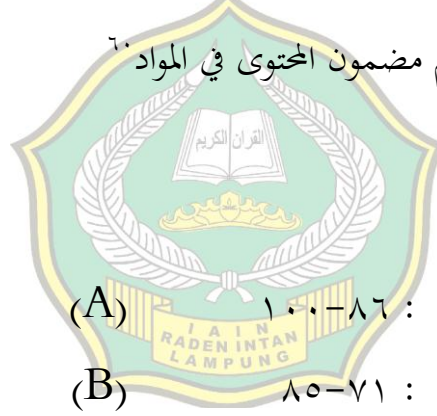 م مضمون المحتوى في المواد٦٠
القرآن الكريم
: ٨٦-١٠٠ (A)
I A I N
RADEN INTAN
LAMPUNG
: ٧١-٨٥ (B)